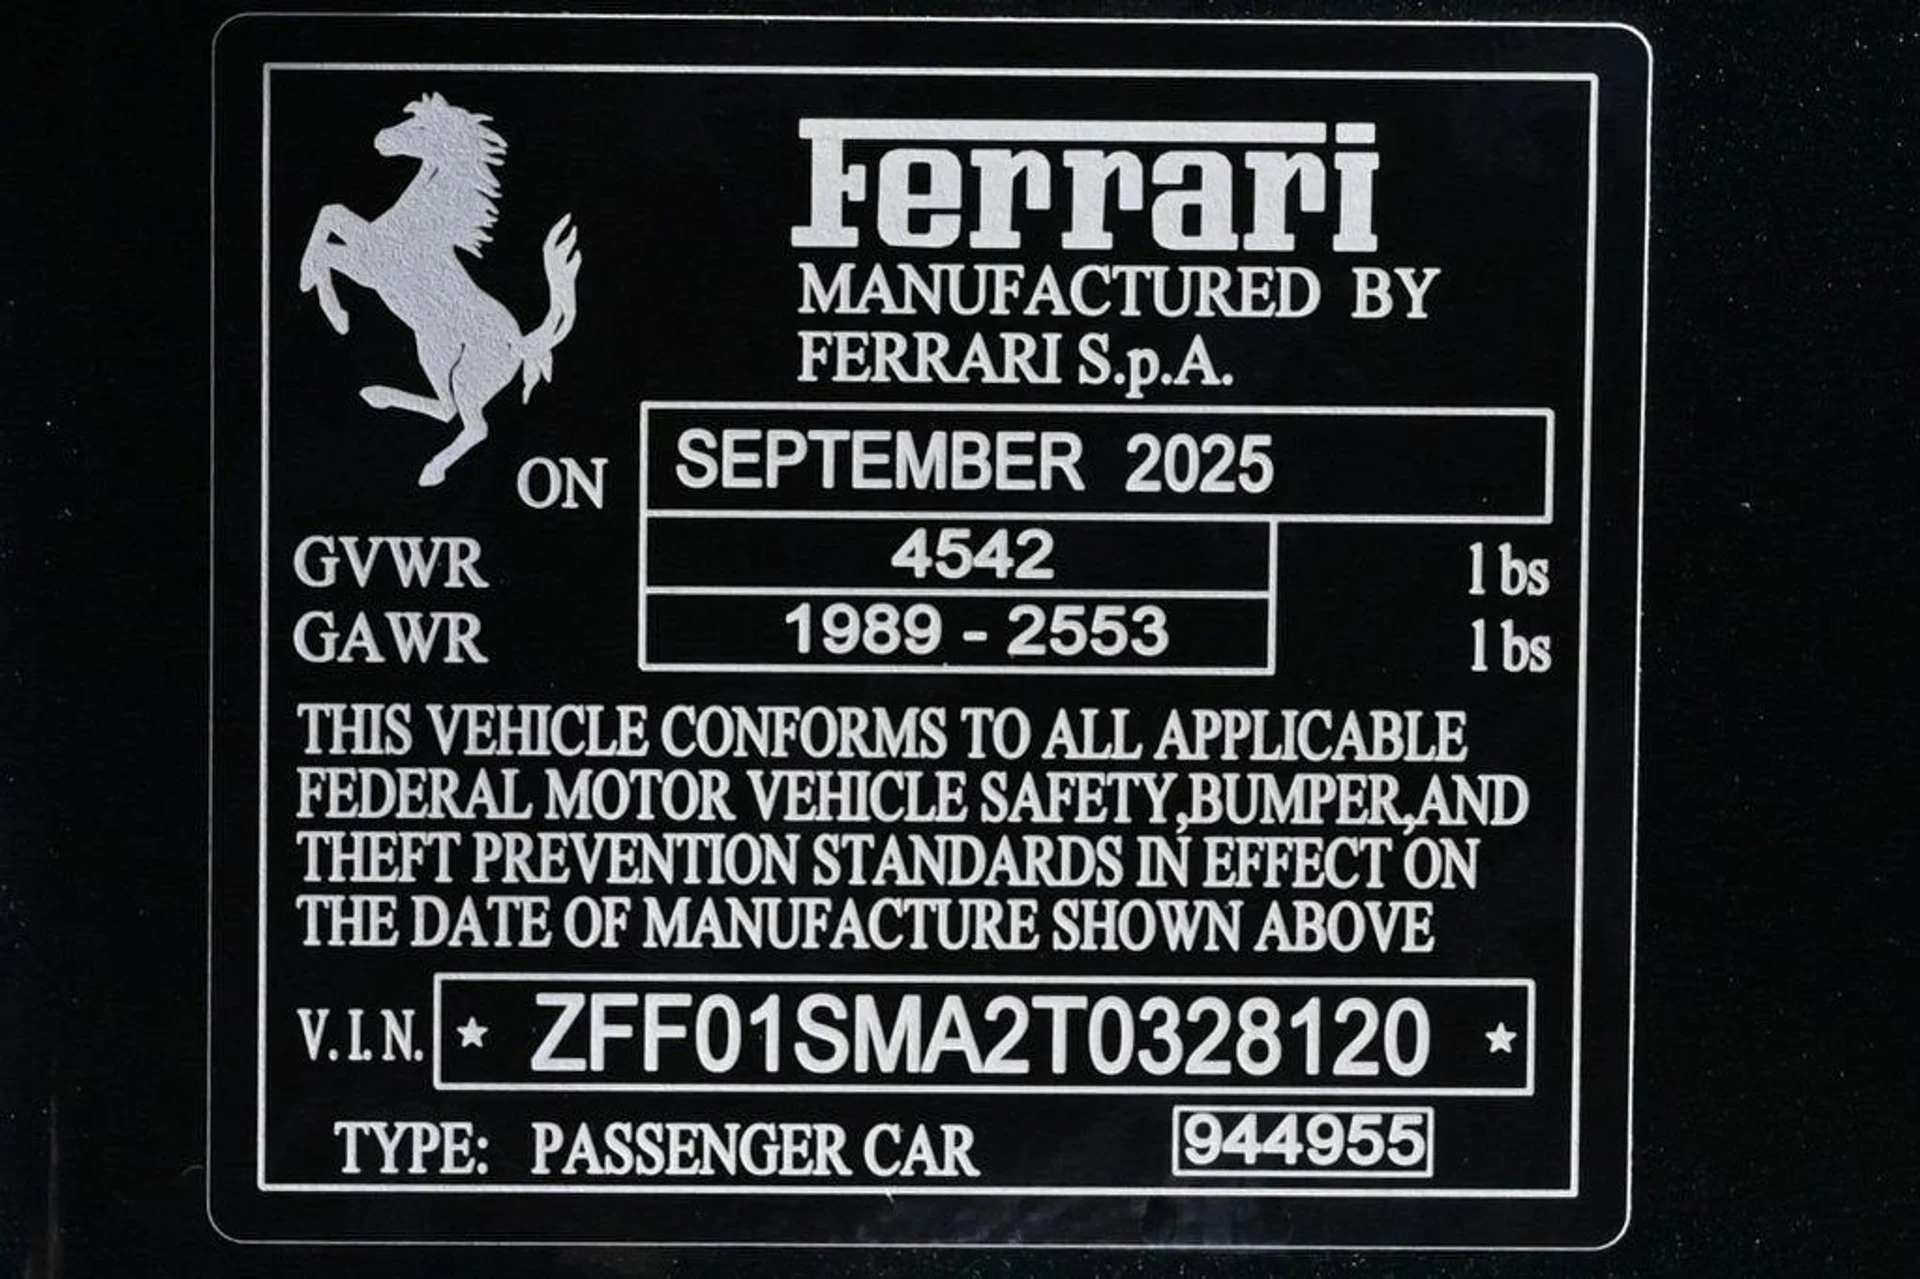 Ferrari
MANUFACTURED BY
FERRARI S.p.A.
ON SEPTEMBER 2025
GVWR 4542 lbs
GAWR 1989 - 2553 lbs
THIS VEHICLE CONFORMS TO ALL APPLICABLE
FEDERAL MOTOR VEHICLE SAFETY,BUMPER,AND
THEFT PREVENTION STANDARDS IN EFFECT ON
THE DATE OF MANUFACTURE SHOWN ABOVE
V.I.N. ★ ZFF01SMA2T0328120 ★
TYPE: PASSENGER CAR 944955